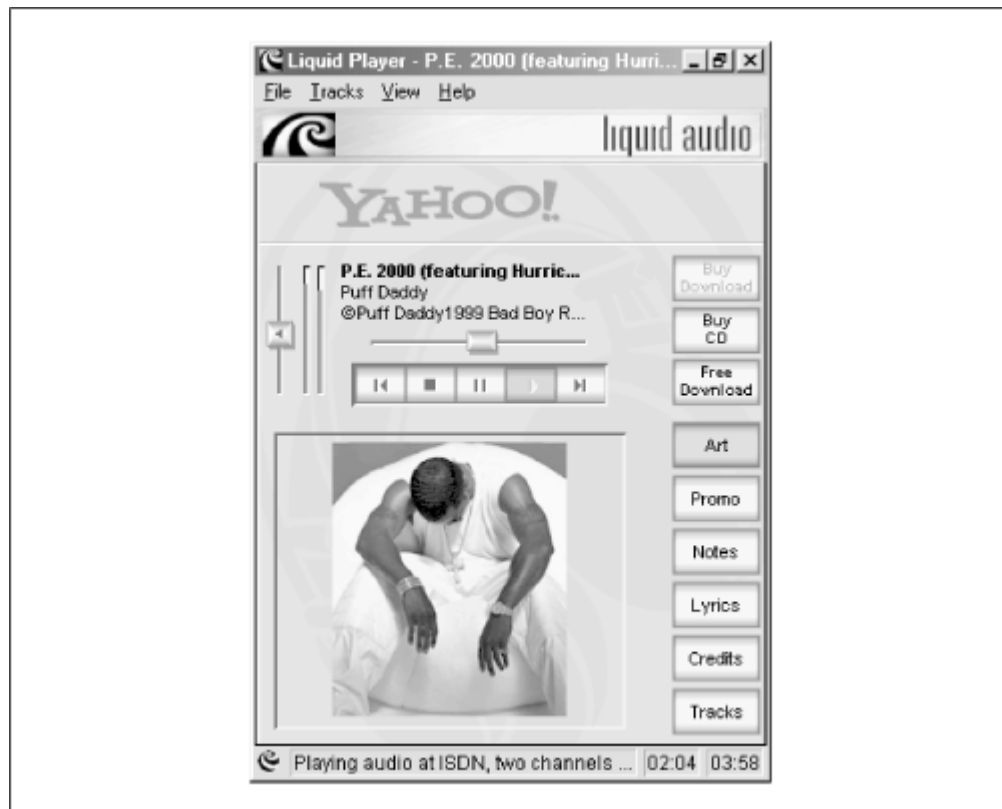 Liquid Player - P.E. 2000 (featuring Hurri...
File Tracks View Help
liquid audio
YAHOO!
P.E. 2000 (featuring Hurric...
Puff Daddy
©Puff Daddy1999 Bad Boy R...
Buy
Download
Buy
CD
Free
Download
Art
Promo
Notes
Lyrics
Credits
Tracks
Playing audio at ISDN, two channels ... 02:04 03:58